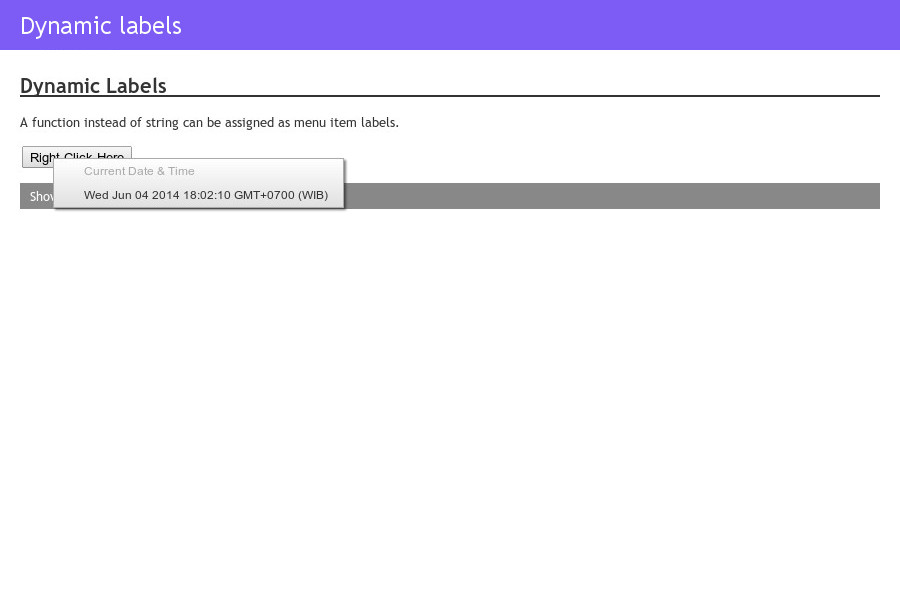 Dynamic labels
Dynamic Labels
A function instead of string can be assigned as menu item labels.
Right Click Here
Current Date & Time
Wed Jun 04 2014 18:02:10 GMT+0700 (WIB)